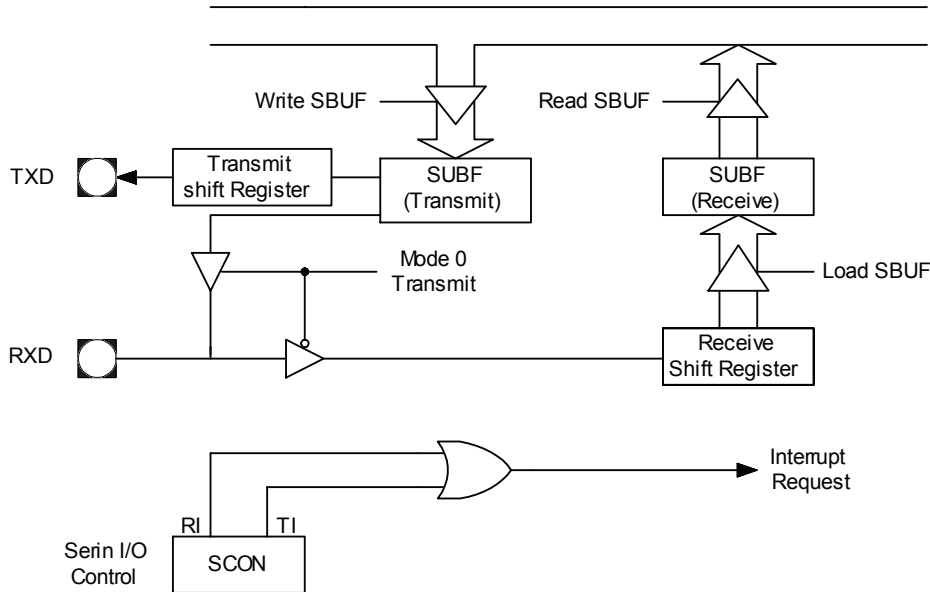 Write SBUF
Read SBUF
TXD
Transmit
shift Register
SUBF
(Transmit)
SUBF
(Receive)
Mode 0
Transmit
Load SBUF
RXD
Receive
Shift Register
Interrupt
Request
RI
TI
Serin I/O
Control
SCON